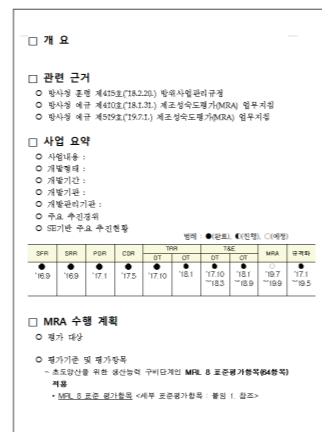 □ 개 요
□ 관련 근거
○ 방사청 훈령 제415호('18.2.20.) 방위사업관리규정
○ 방사청 예규 제410호('18.1.31.) 제조성숙도평가(MRA) 업무지침
○ 방사청 예규 제519호('19.7.1.) 제조성숙도평가(MRA) 업무지침
□ 사업 요약
○ 사업내용 :
○ 개발형태 :
○ 개발기간 :
○ 개발기관 :
○ 개발관리기관 :
○ 주요 추진경위
○ SE기반 주요 추진현황
범례 : ●(완료), ◐(진행), ○(예정)
SFR SRR PDR CDR TRR T&E MRA 규격화
DT OT DT OT
● ● ● ● ● ● ● ● ○ ●
'16.9 '16.9 '17.1 '17.5 '17.10 '18.1 '17.10 '18.1 '19.7 '17.1
~'18.3 ~'18.9 ~'19.9 ~'19.5
□ MRA 수행 계획
○ 평가 대상
○ 평가기준 및 평가항목
- 초도양산을 위한 생산능력 구비단계인 MRL 8 표준평가항목(64항목)
적용
• MRL 8 표준 평가항목 <세부 표준평가항목 : 붙임 1. 참조>